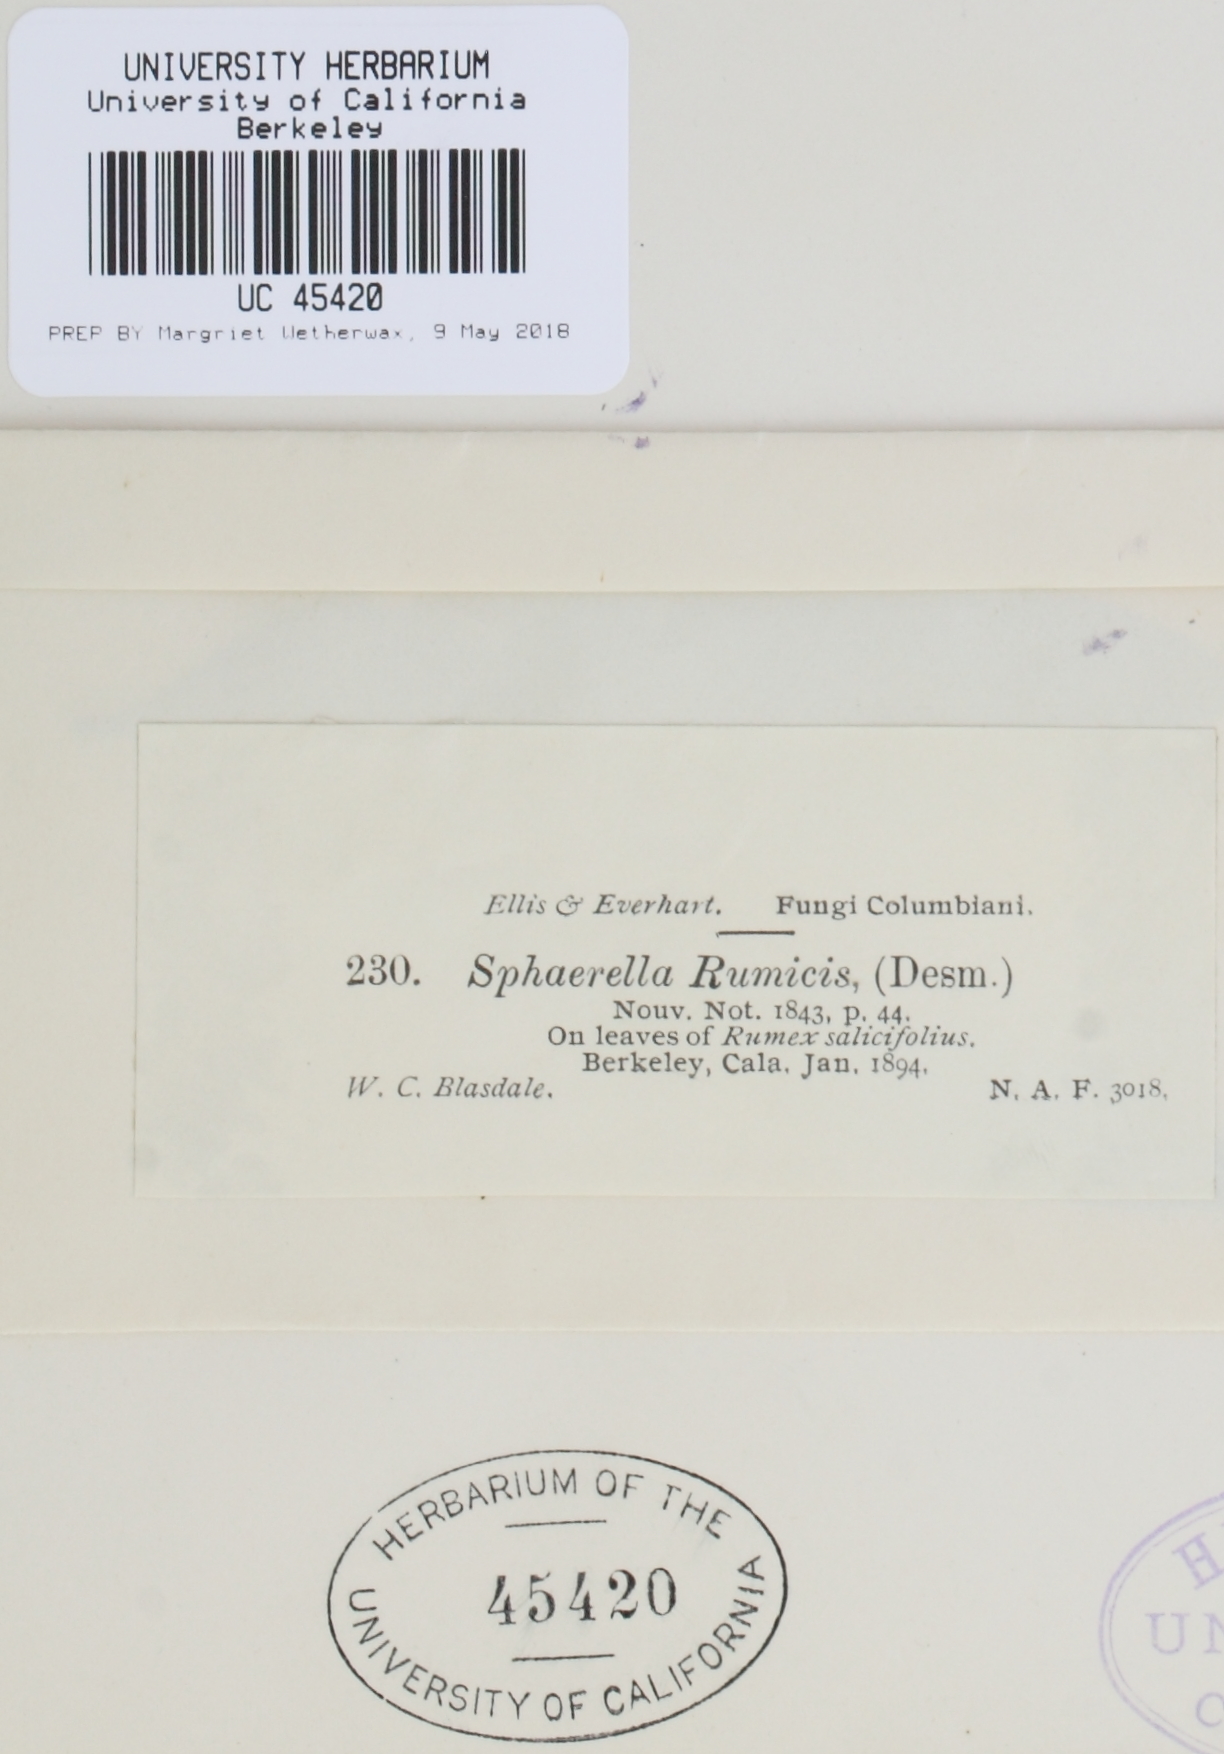 UNIVERSITY HERBARIUM
University of California
Berkeley
UC 45420
PREP BY Margriet Wetherwax, 9 May 2018
Ellis & Everhart. Fungi Columbiani.
230. Sphaerella Rumicis, (Desm.)
Nouv. Not. 1843, p. 44.
On leaves of Rumex salicifolius.
Berkeley, Cala. Jan. 1894.
W. C. Blasdale. N. A. F. 3018.
HERBARIUM OF THE
45420
UNIVERSITY OF CALIFORNIA